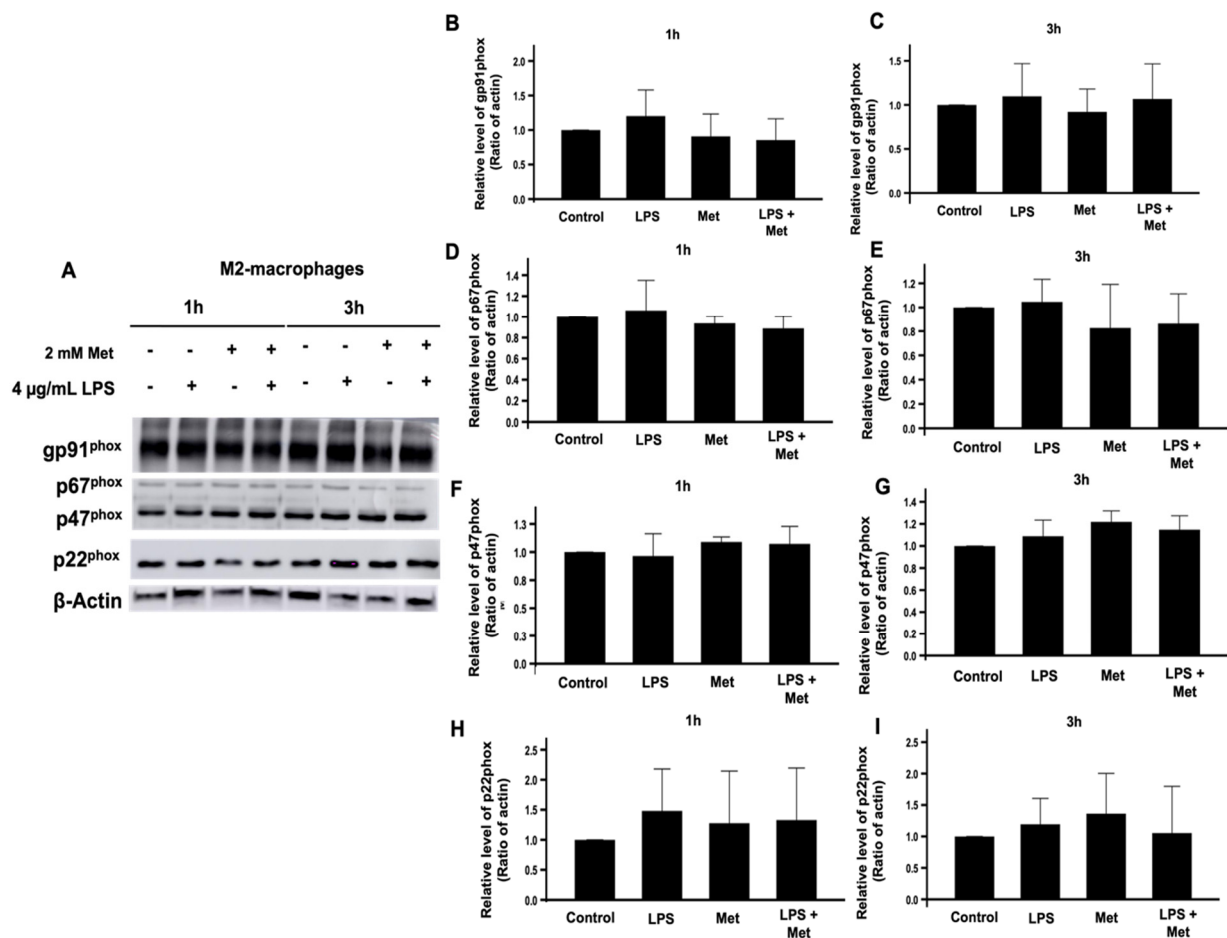 A
M2-macrophages
1h 3h
2 mM Met - - + + - - + +
4 µg/mL LPS - + - + - + - +
gp91phox
p67phox
p47phox
p22phox
β-Actin
B
1h
Relative level of gp91phox
(Ratio of actin)
2.0
1.5
1.0
0.5
0.0
Control LPS Met LPS +
Met
C
3h
Relative level of gp91phox
(Ratio of actin)
1.5
1.0
0.5
0.0
Control LPS Met LPS +
Met
D
1h
Relative level of p67phox
(Ratio of actin)
1.4
1.2
1.0
0.8
0.6
0.4
0.2
0.0
Control LPS Met LPS +
Met
E
3h
Relative level of p67phox
(Ratio of actin)
1.2
1.0
0.8
0.6
0.4
0.2
0.0
Control LPS Met LPS +
Met
F
1h
Relative level of p47phox
(Ratio of actin)
1.3
1.0
0.8
0.5
0.3
0.0
Control LPS Met LPS +
Met
G
3h
Relative level of p47phox
(Ratio of actin)
1.4
1.2
1.0
0.8
0.6
0.4
0.2
0.0
Control LPS Met LPS +
Met
H
1h
Relative level of p22phox
(Ratio of actin)
2.5
2.0
1.5
1.0
0.5
0.0
Control LPS Met LPS +
Met
I
3h
Relative level of p22phox
(Ratio of actin)
2.5
2.0
1.5
1.0
0.5
0.0
Control LPS Met LPS +
Met